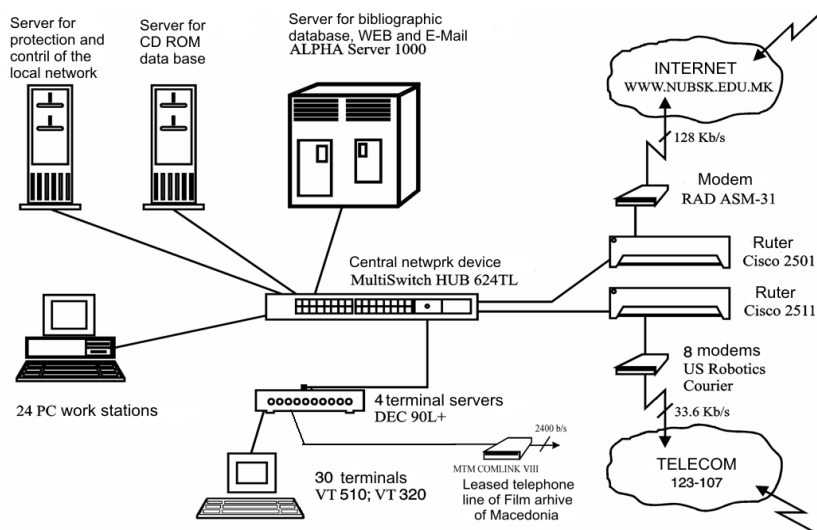 Server for
protection and
contril of the
local network
Server for
CD ROM
data base
Server for bibliographic
database, WEB and E-Mail
ALPHA Server 1000
INTERNET
WWW.NUBSK.EDU.MK
128 Kb/s
Modem
RAD ASM-31
Central netwprk device
MultiSwitch HUB 624TL
Ruter
Cisco 2501
Ruter
Cisco 2511
8 modems
US Robotics
Courier
33.6 Kb/s
24 PC work stations
4 terminal servers
DEC 90L+
2400 b/s
30 terminals
VT 510; VT 320
MTM COMLINK VIII
Leased telephone
line of Film arhive
of Macedonia
TELECOM
123-107